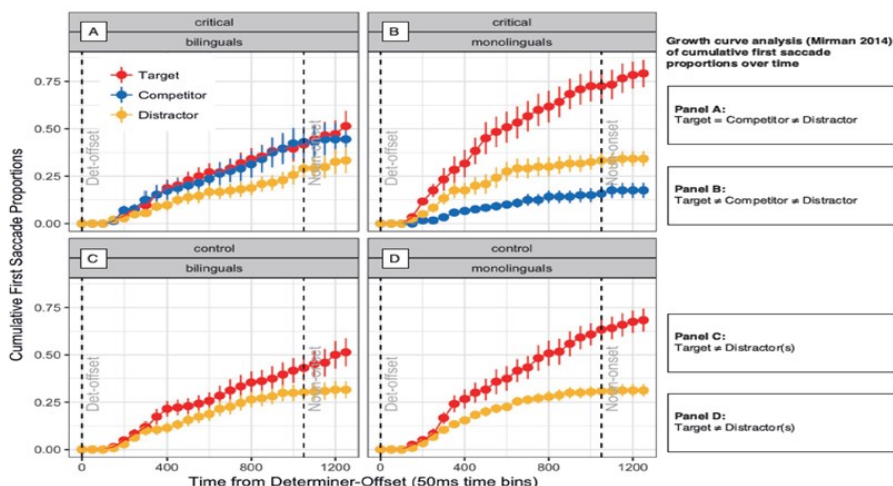 critical
bilinguals
A
critical
monolinguals
B
Target
Competitor
Distractor
Det-offset
Noun-onset
Det-offset
Noun-onset
0.75
0.50
0.25
0.00
control
bilinguals
C
control
monolinguals
D
Det-offset
Noun-onset
Det-offset
Noun-onset
0.75
0.50
0.25
0.00
Cumulative First Saccade Proportions
0 400 800 1200
0 400 800 1200
Time from Determiner-Offset (50ms time bins)
Growth curve analysis (Mirman 2014)
of cumulative first saccade
proportions over time
Panel A:
Target = Competitor ≠ Distractor
Panel B:
Target ≠ Competitor ≠ Distractor
Panel C:
Target ≠ Distractor(s)
Panel D:
Target ≠ Distractor(s)